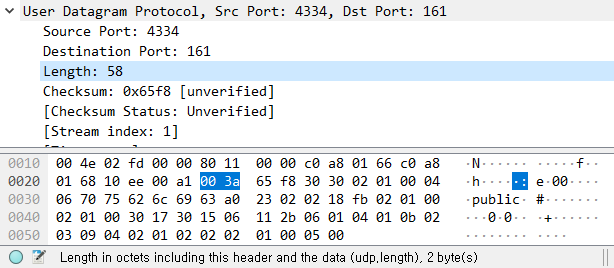 User Datagram Protocol, Src Port: 4334, Dst Port: 161
Source Port: 4334
Destination Port: 161
Length: 58
Checksum: 0x65f8 [unverified]
[Checksum Status: Unverified]
[Stream index: 1]
0010 00 4e 02 fd 00 00 80 11 00 00 c0 a8 01 66 c0 a8 ·N······ ·····f··
0020 01 68 10 ee 00 a1 00 3a 65 f8 30 30 02 01 00 04 ·h·····: e·00····
0030 06 70 75 62 6c 69 63 a0 23 02 02 18 fb 02 01 00 ·public· #·······
0040 02 01 00 30 17 30 15 06 11 2b 06 01 04 01 0b 02 ···0·0·· ·+······
0050 03 09 04 02 01 02 02 02 01 00 05 00 ········ ····
Length in octets including this header and the data (udp.length), 2 byte(s)